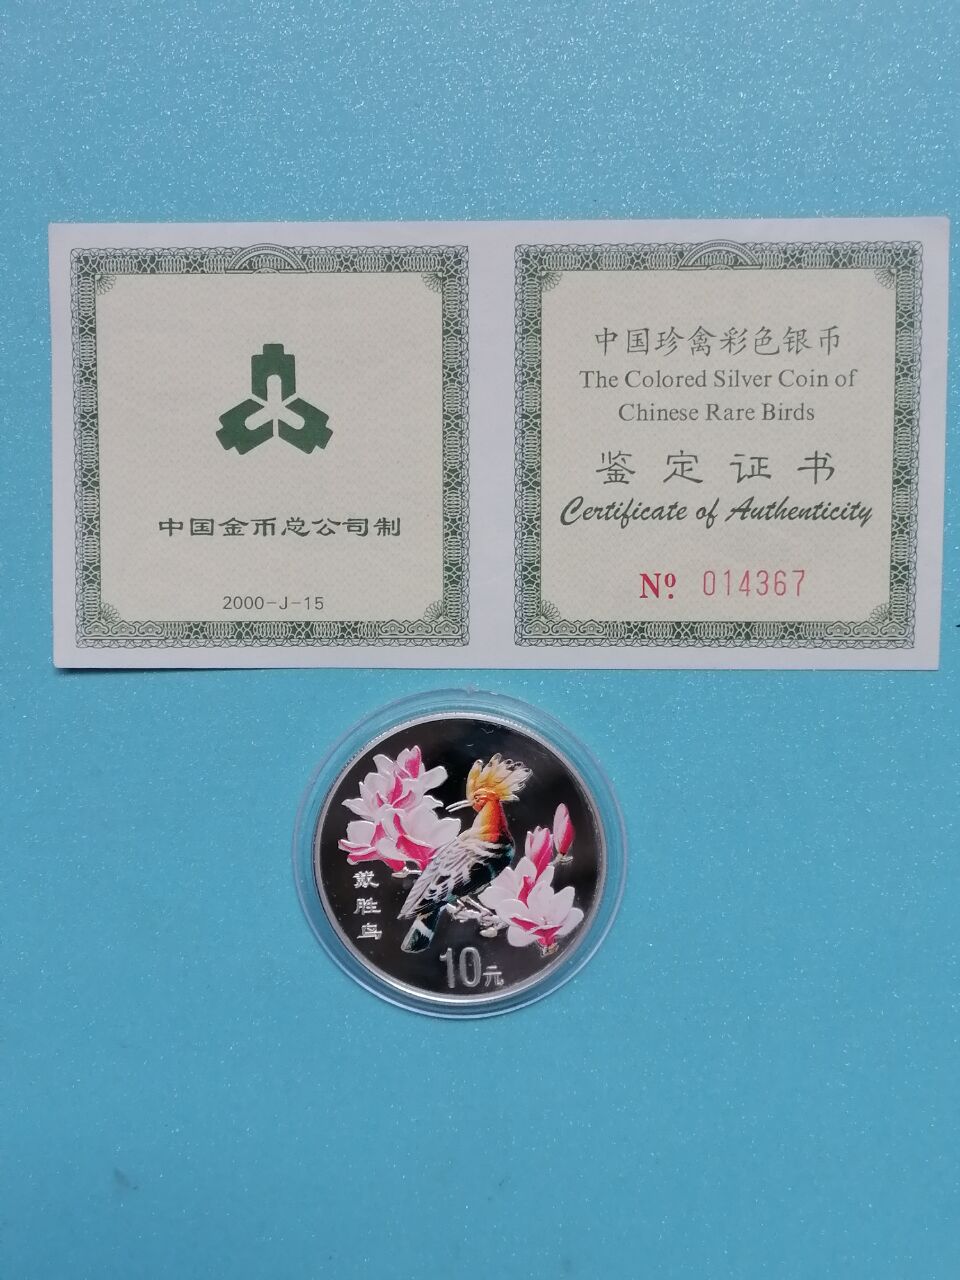 中国金币总公司制
2000-J-15
中国珍禽彩色银币
The Colored Silver Coin of
Chinese Rare Birds
鉴定证书
Certificate of Authenticity
Nº. 014367
戴胜鸟
10元